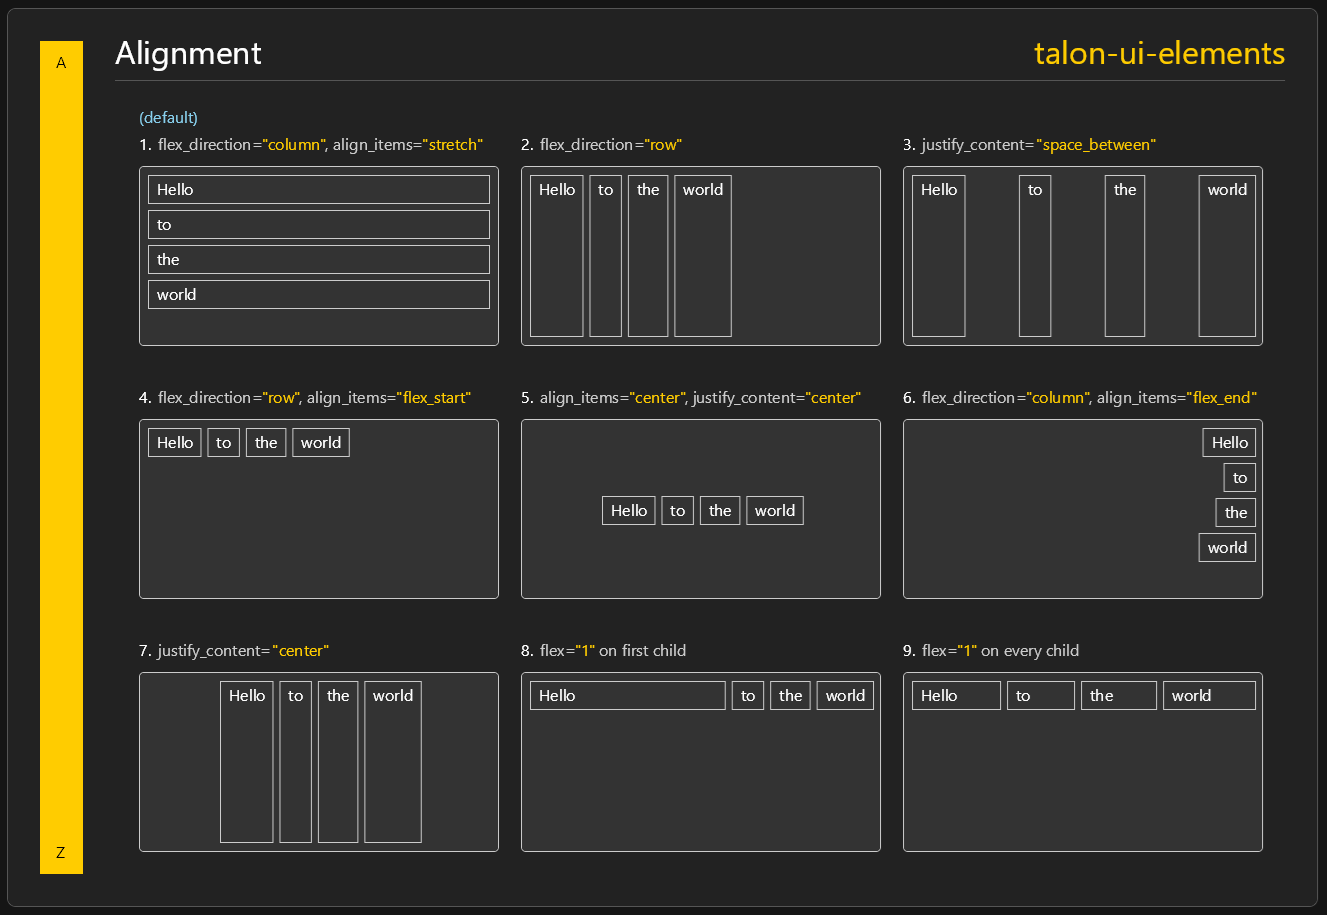 A
Z
Alignment
talon-ui-elements
(default)
1. flex_direction="column", align_items="stretch"
Hello
to
the
world
2. flex_direction="row"
Hello to the world
3. justify_content="space_between"
Hello to the world
4. flex_direction="row", align_items="flex_start"
Hello to the world
5. align_items="center", justify_content="center"
Hello to the world
6. flex_direction="column", align_items="flex_end"
Hello
to
the
world
7. justify_content="center"
Hello to the world
8. flex="1" on first child
Hello to the world
9. flex="1" on every child
Hello to the world